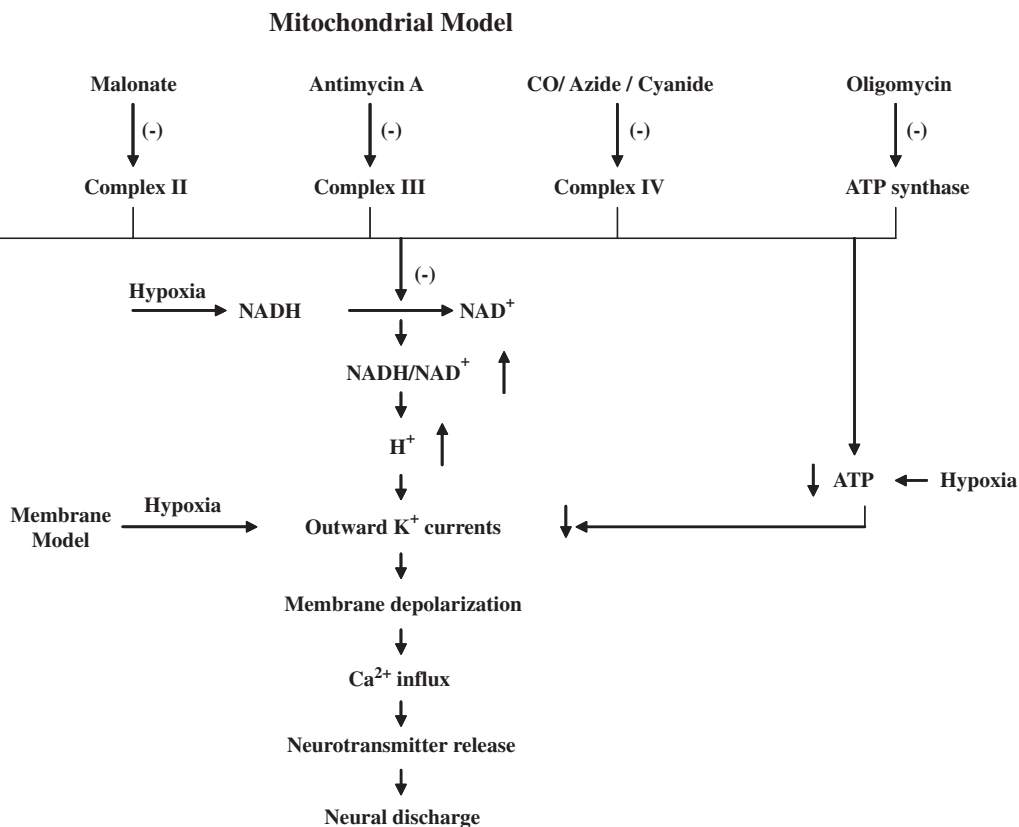 Mitochondrial Model
Malonate Antimycin A CO/ Azide / Cyanide Oligomycin
(-) (-) (-) (-)
Complex II Complex III Complex IV ATP synthase
(-)
Hypoxia
NADH NAD⁺
NADH/NAD⁺
H⁺
ATP Hypoxia
Hypoxia
Membrane
Model
Outward K⁺ currents
Membrane depolarization
Ca²⁺ influx
Neurotransmitter release
Neural discharge